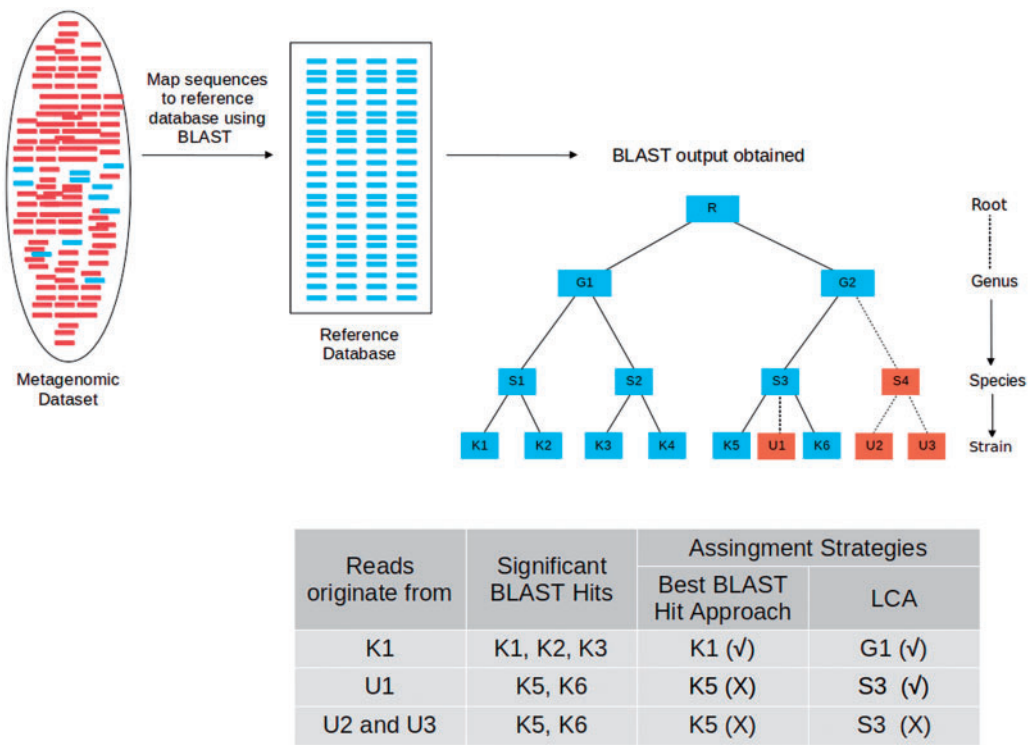 Map sequences
to reference
database using
BLAST
BLAST output obtained
Metagenomic
Dataset
Reference
Database
R
Root
G1
G2
Genus
S1
S2
S3
S4
Species
K1
K2
K3
K4
K5
U1
K6
U2
U3
Strain
Reads
originate from
Significant
BLAST Hits
Assingment Strategies
Best BLAST
Hit Approach
LCA
K1
K1, K2, K3
K1 (√)
G1 (√)
U1
K5, K6
K5 (X)
S3 (√)
U2 and U3
K5, K6
K5 (X)
S3 (X)